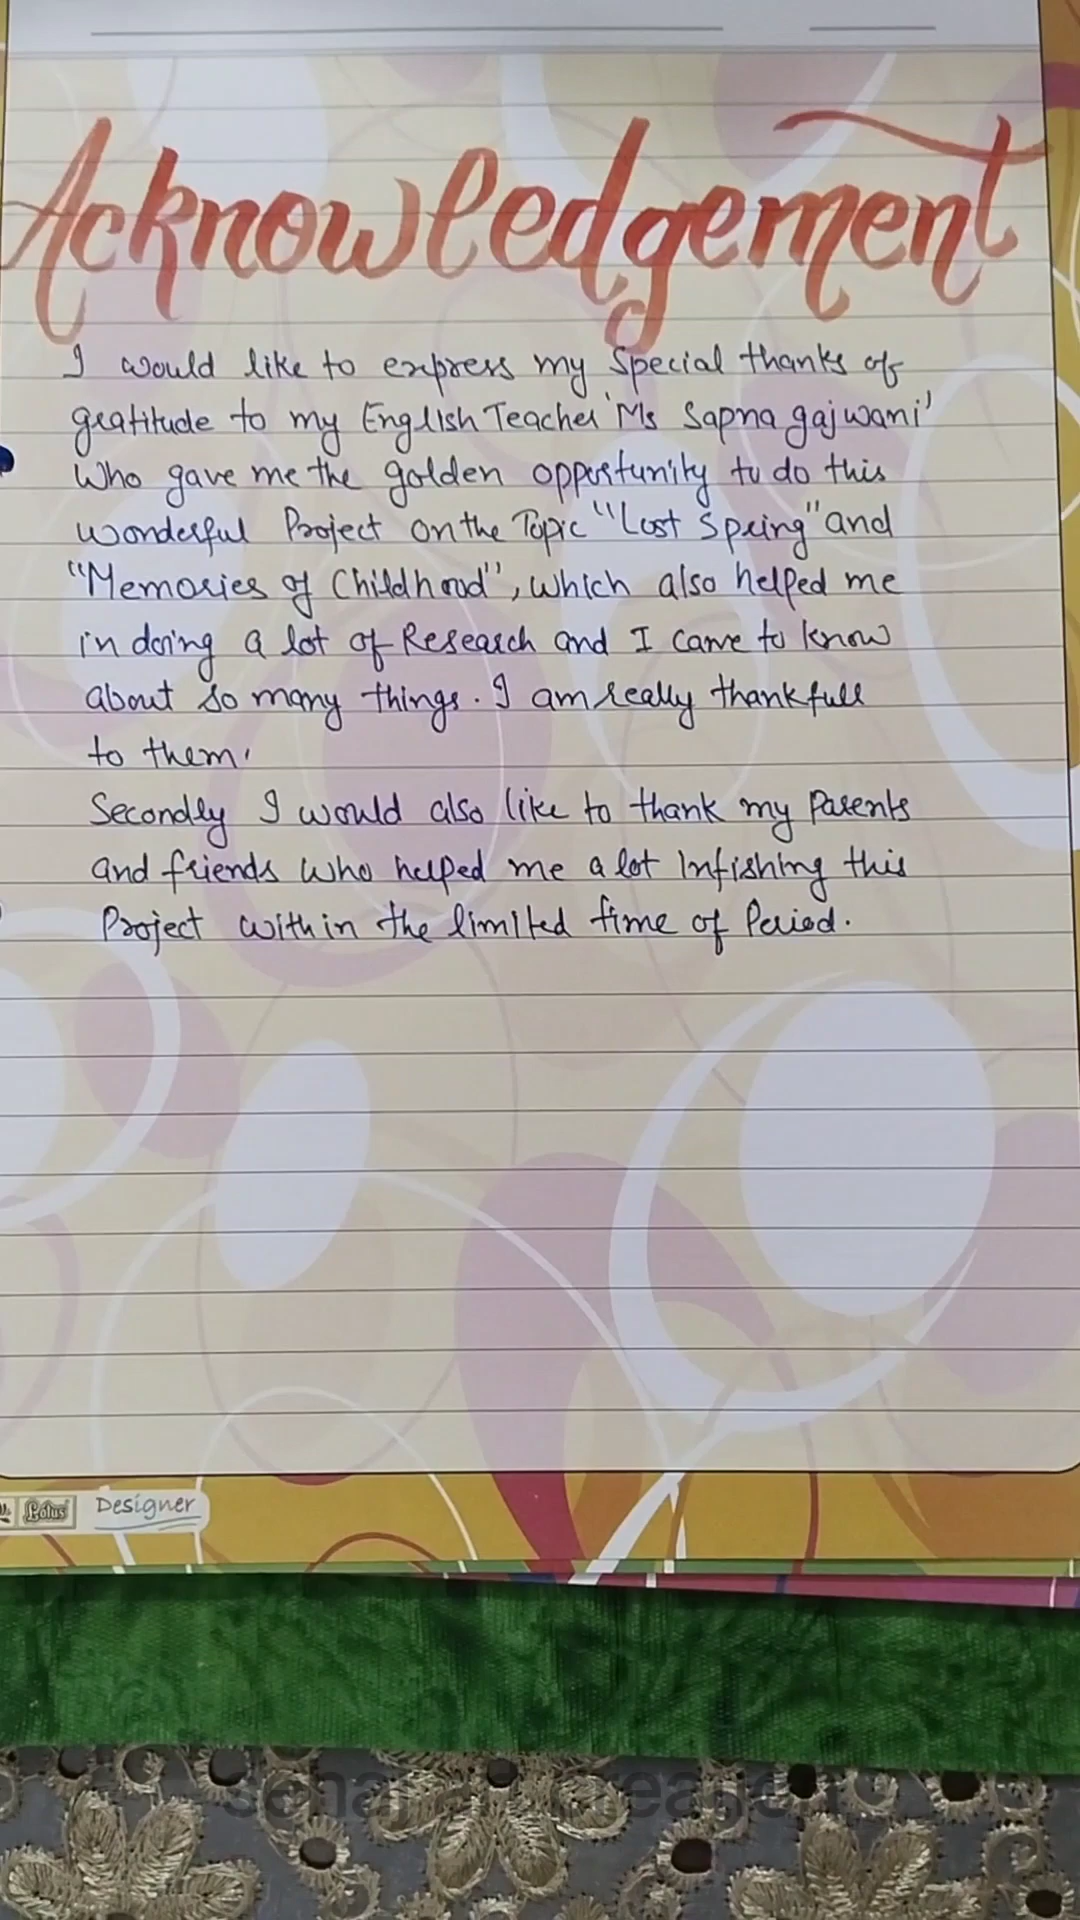 Acknowledgement
I would like to express my special thanks of
gratitude to my English Teacher 'Ms Sapna gajwani'
Who gave me the golden opportunity to do this
wonderful Project on the Topic "Lost Spring" and
"Memories of Childhood", which also helped me
in doing a lot of Research and I came to know
about so many things. I am really thankfull
to them.
Secondly I would also like to thank my Parents
and friends who helped me a lot Infishing this
Project within the limited time of Period.
Lotus Designer
sehar art creation